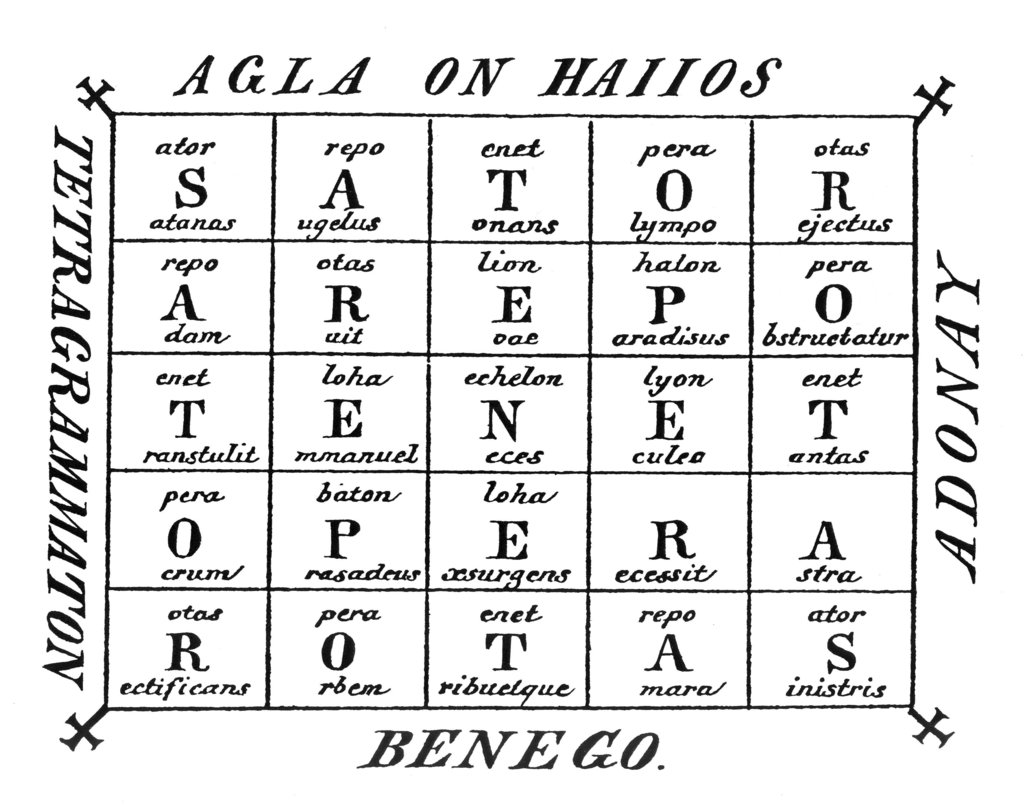 AGLA ON HAIIOS
TETRAGRAMMATON
ator repo enet pera otas
S A T O R
atanas ugelus onans lympo ejectus
repo otas lion halon pera
A R E P O
dam uit oae aradisus bstructatur
enet loha echelon lyon enet
T E N E T
ranstulit mmanuel eces culeo antas
pera baton loha
O P E R A
crum rasadeus xsurgens ecessit stra
otas pera enet repo ator
R O T A S
ectificans rbem ribuetque mara inistris
ADONAY
BENEGO.